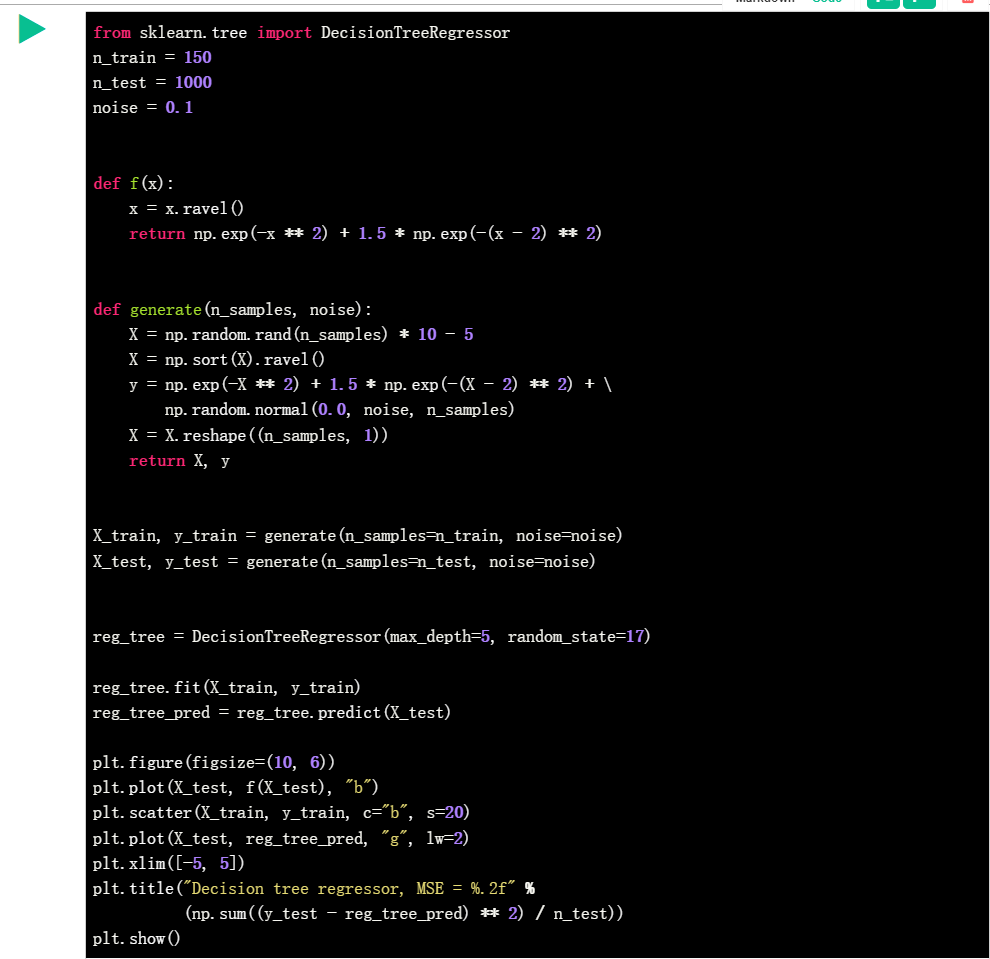 from sklearn.tree import DecisionTreeRegressor
n_train = 150
n_test = 1000
noise = 0.1
def f(x):
    x = x.ravel()
    return np.exp(-x ** 2) + 1.5 * np.exp(-(x - 2) ** 2)
def generate(n_samples, noise):
    X = np.random.rand(n_samples) * 10 - 5
    X = np.sort(X).ravel()
    y = np.exp(-X ** 2) + 1.5 * np.exp(-(X - 2) ** 2) + \
        np.random.normal(0.0, noise, n_samples)
    X = X.reshape((n_samples, 1))
    return X, y
X_train, y_train = generate(n_samples=n_train, noise=noise)
X_test, y_test = generate(n_samples=n_test, noise=noise)
reg_tree = DecisionTreeRegressor(max_depth=5, random_state=17)
reg_tree.fit(X_train, y_train)
reg_tree_pred = reg_tree.predict(X_test)
plt.figure(figsize=(10, 6))
plt.plot(X_test, f(X_test), "b")
plt.scatter(X_train, y_train, c="b", s=20)
plt.plot(X_test, reg_tree_pred, "g", lw=2)
plt.xlim([-5, 5])
plt.title("Decision tree regressor, MSE = %.2f" %
          (np.sum((y_test - reg_tree_pred) ** 2) / n_test))
plt.show()